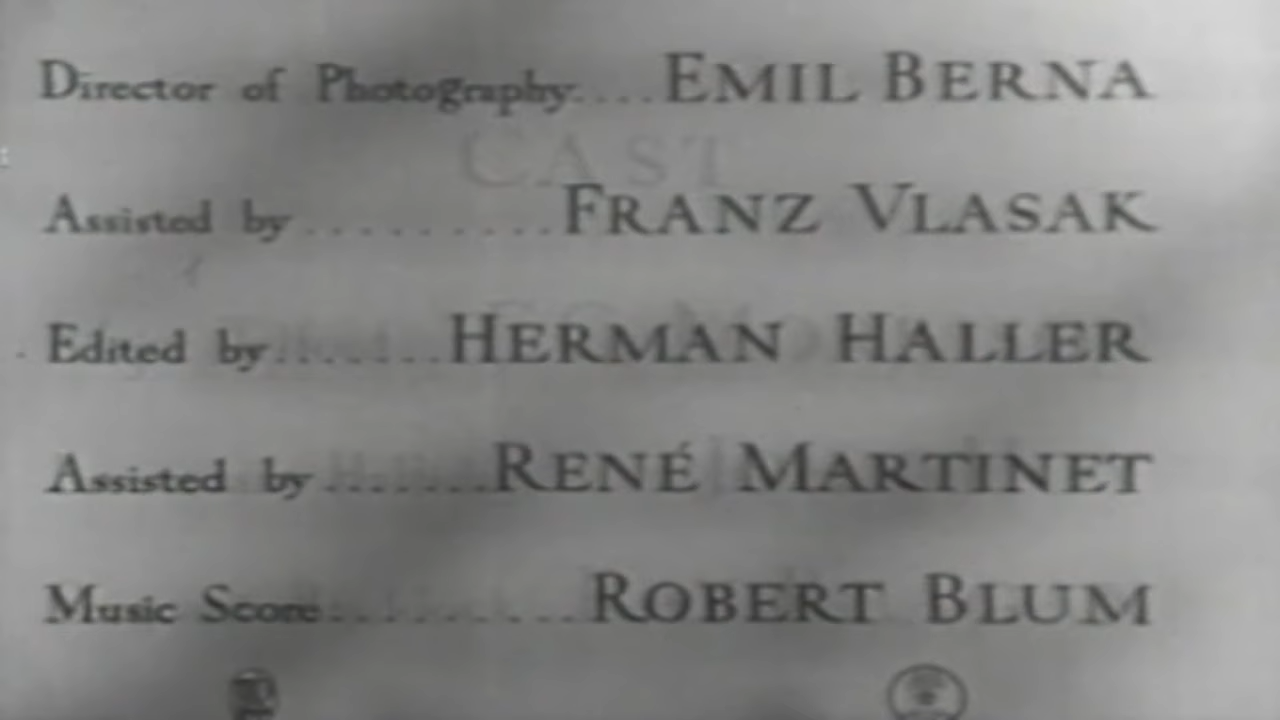 Director of Photography....EMIL BERNA
CAST
Assisted by..........FRANZ VLASAK
Edited by.......HERMAN HALLER
Assisted by.......RENÉ MARTINET
Music Score..........ROBERT BLUM